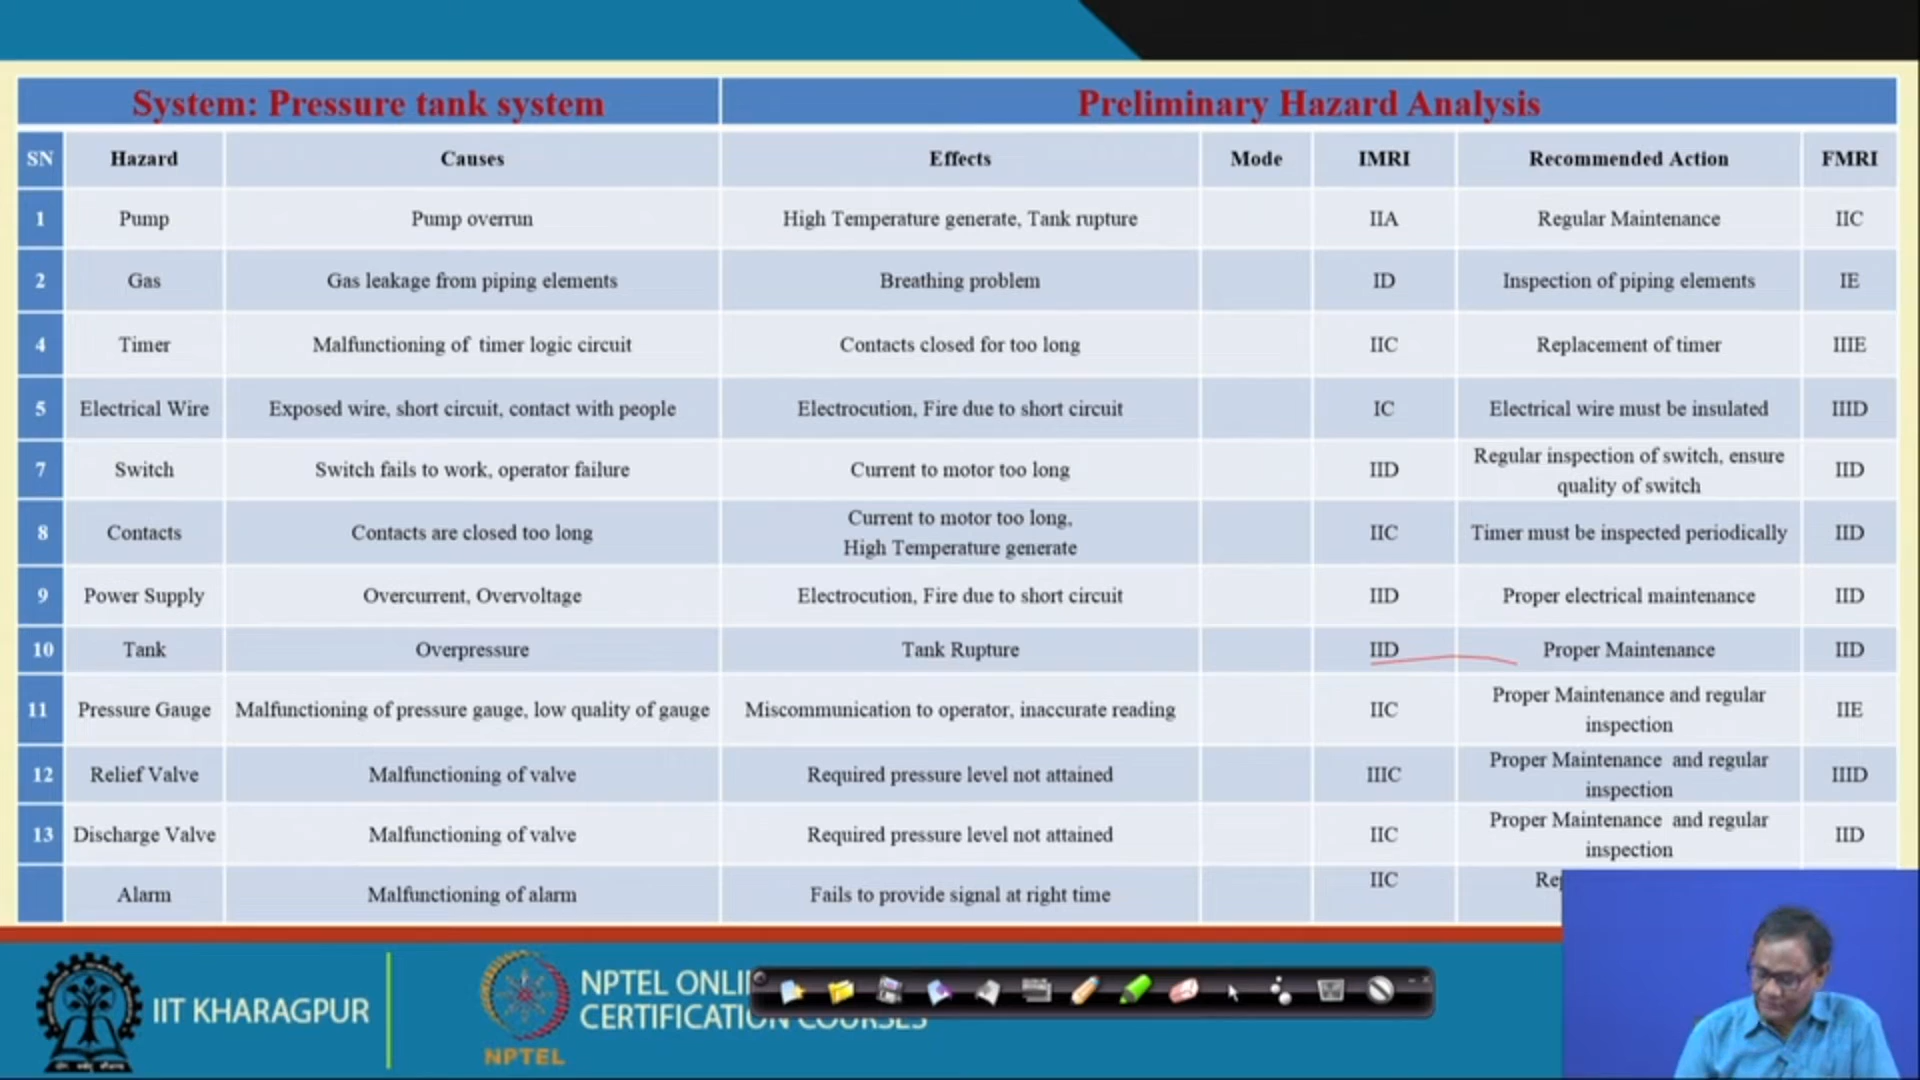 System: Pressure tank system
Preliminary Hazard Analysis
SN Hazard Causes Effects Mode IMRI Recommended Action FMRI
1 Pump Pump overrun High Temperature generate, Tank rupture IIA Regular Maintenance IIC
2 Gas Gas leakage from piping elements Breathing problem ID Inspection of piping elements IE
4 Timer Malfunctioning of timer logic circuit Contacts closed for too long IIC Replacement of timer IIIE
5 Electrical Wire Exposed wire, short circuit, contact with people Electrocution, Fire due to short circuit IC Electrical wire must be insulated IIID
7 Switch Switch fails to work, operator failure Current to motor too long IID Regular inspection of switch, ensure
quality of switch IID
8 Contacts Contacts are closed too long Current to motor too long,
High Temperature generate IIC Timer must be inspected periodically IID
9 Power Supply Overcurrent, Overvoltage Electrocution, Fire due to short circuit IID Proper electrical maintenance IID
10 Tank Overpressure Tank Rupture IID Proper Maintenance IID
11 Pressure Gauge Malfunctioning of pressure gauge, low quality of gauge Miscommunication to operator, inaccurate reading IIC Proper Maintenance and regular
inspection IIE
12 Relief Valve Malfunctioning of valve Required pressure level not attained IIIC Proper Maintenance and regular
inspection IIID
13 Discharge Valve Malfunctioning of valve Required pressure level not attained IIC Proper Maintenance and regular
inspection IID
Alarm Malfunctioning of alarm Fails to provide signal at right time IIC
IIT KHARAGPUR
NPTEL
NPTEL
CERTIFICATION COURSES